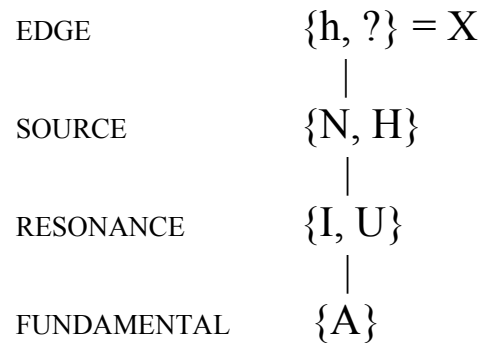 EDGE {h, ?} = X
|
SOURCE {N, H}
|
RESONANCE {I, U}
|
FUNDAMENTAL {A}